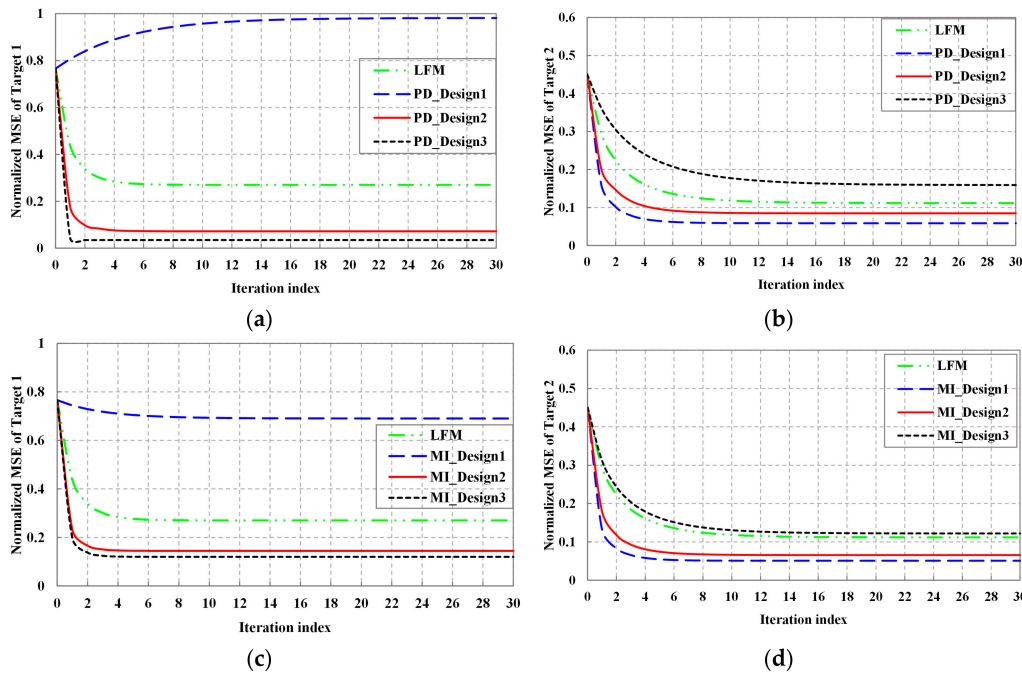 Normalized MSE of Target 1
1
0.8
0.6
0.4
0.2
0
0 2 4 6 8 10 12 14 16 18 20 22 24 26 28 30
Iteration index
LFM
PD_Design1
PD_Design2
PD_Design3
(a)
Normalized MSE of Target 2
0.6
0.5
0.4
0.3
0.2
0.1
0
0 2 4 6 8 10 12 14 16 18 20 22 24 26 28 30
Iteration index
LFM
PD_Design1
PD_Design2
PD_Design3
(b)
Normalized MSE of Target 1
1
0.8
0.6
0.4
0.2
0
0 2 4 6 8 10 12 14 16 18 20 22 24 26 28 30
Iteration index
LFM
MI_Design1
MI_Design2
MI_Design3
(c)
Normalized MSE of Target 2
0.6
0.5
0.4
0.3
0.2
0.1
0
0 2 4 6 8 10 12 14 16 18 20 22 24 26 28 30
Iteration index
LFM
MI_Design1
MI_Design2
MI_Design3
(d)